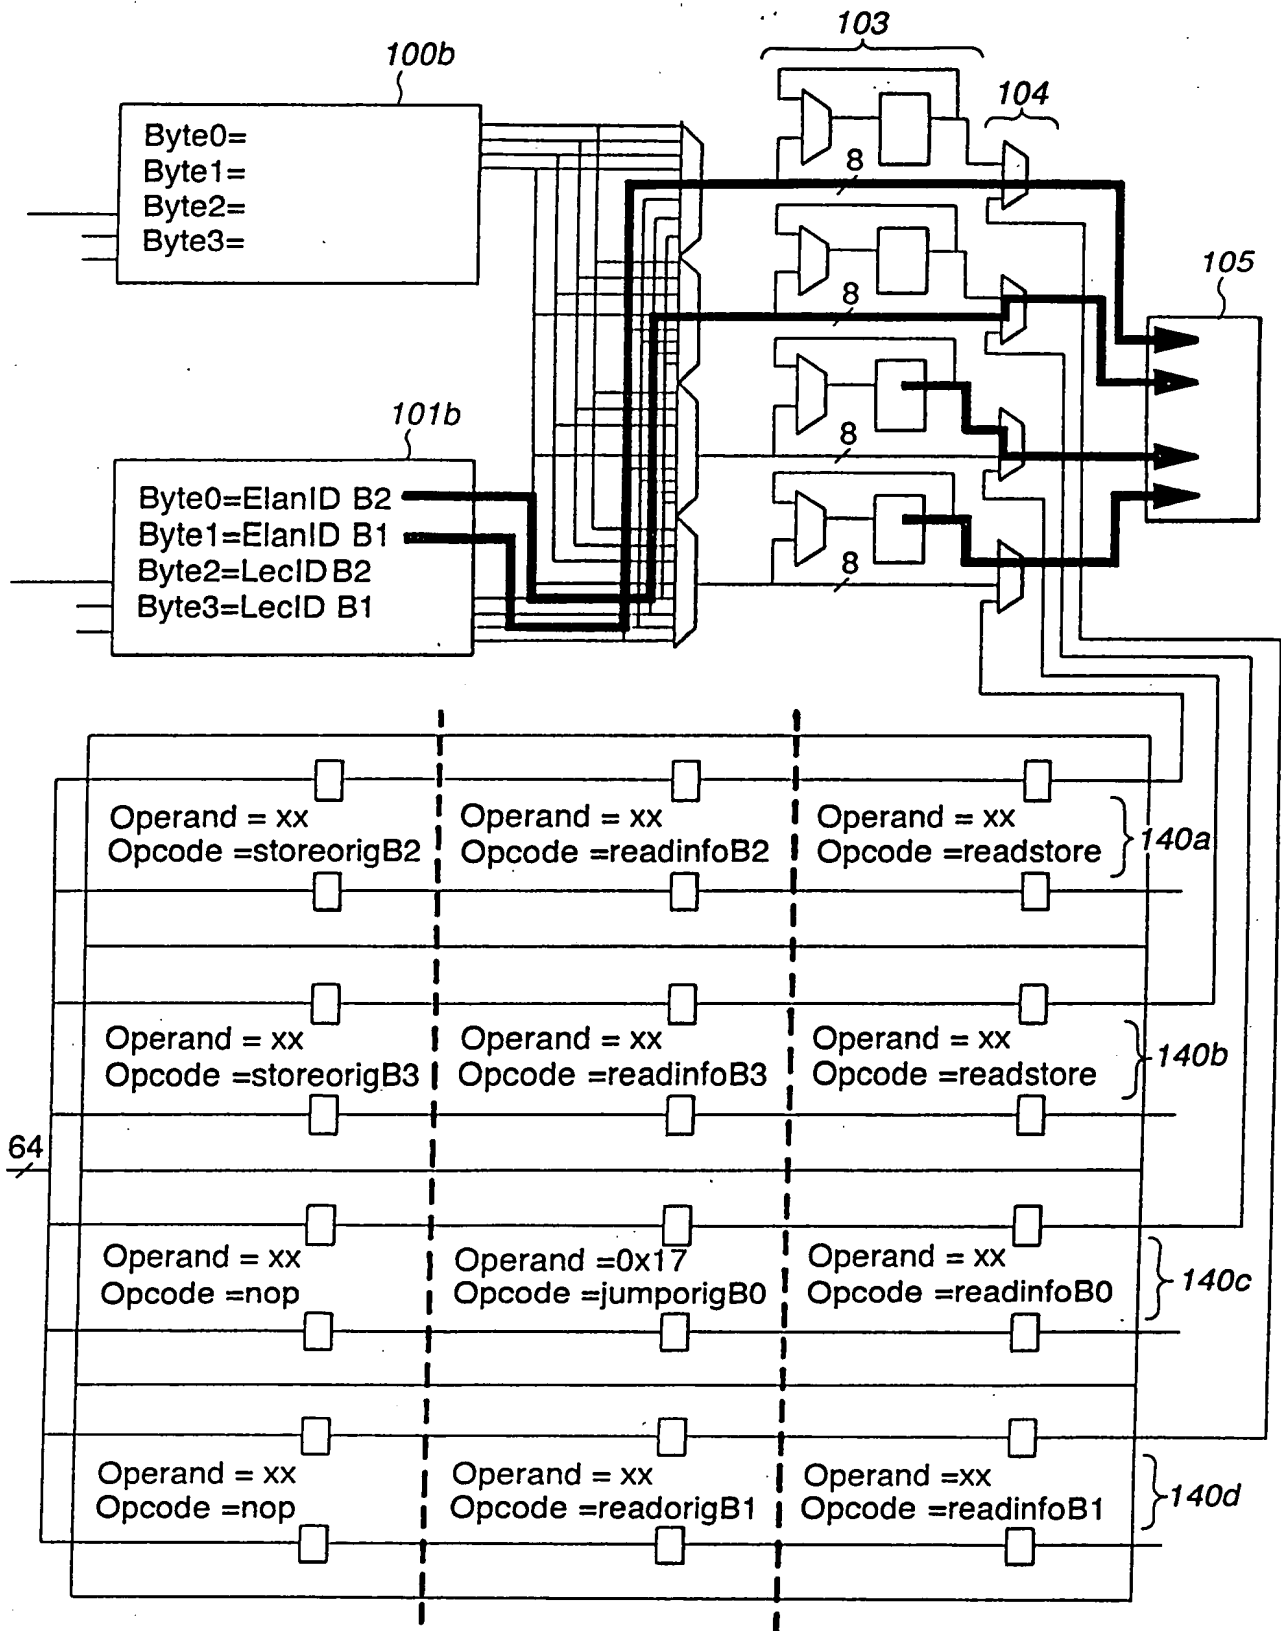 103
100b
104
Byte0=
Byte1=
Byte2=
Byte3=
8
105
8
101b
8
Byte0=ElanID B2
Byte1=ElanID B1
Byte2=LecID B2
Byte3=LecID B1
8
Operand = xx
Opcode =storeorigB2
Operand = xx
Opcode =readinfoB2
Operand = xx
Opcode =readstore
140a
Operand = xx
Opcode =storeorigB3
Operand = xx
Opcode =readinfoB3
Operand = xx
Opcode =readstore
140b
64
Operand = xx
Opcode =nop
Operand =0x17
Opcode =jumporigB0
Operand = xx
Opcode =readinfoB0
140c
Operand = xx
Opcode =nop
Operand = xx
Opcode =readorigB1
Operand =xx
Opcode =readinfoB1
140d